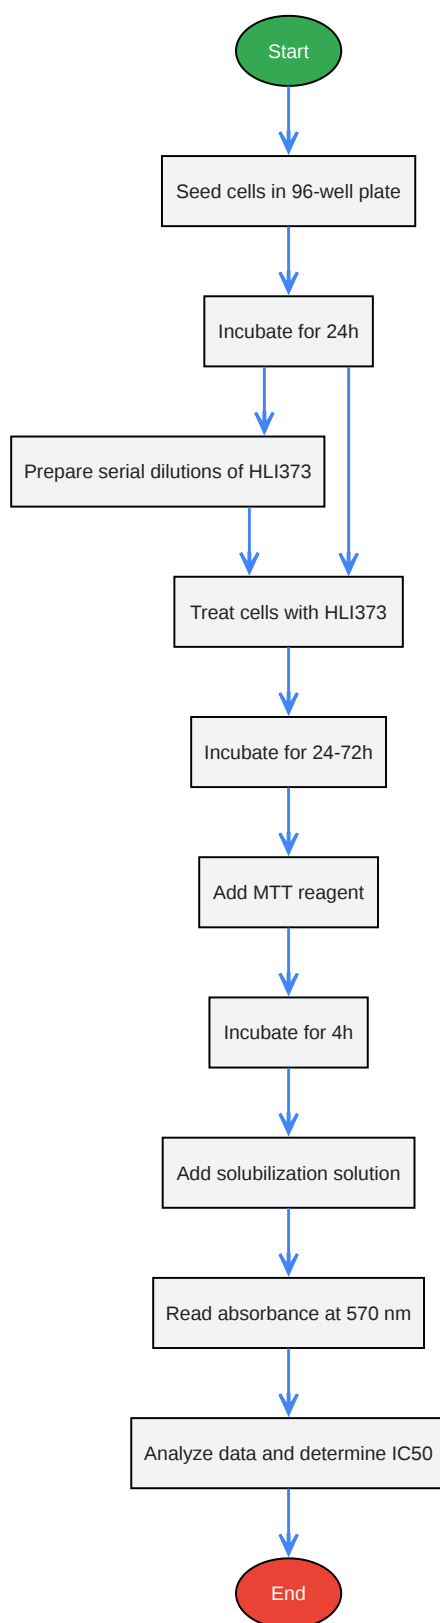 Start
Seed cells in 96-well plate
Incubate for 24h
Prepare serial dilutions of HLI373
Treat cells with HLI373
Incubate for 24-72h
Add MTT reagent
Incubate for 4h
Add solubilization solution
Read absorbance at 570 nm
Analyze data and determine IC50
End